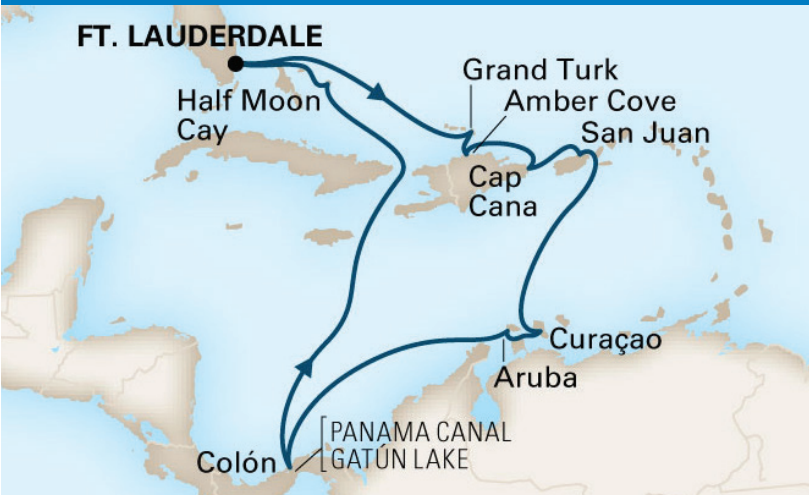 FT. LAUDERDALE
Half Moon
Cay
Grand Turk
Amber Cove
San Juan
Cap
Cana
Curaçao
Aruba
Colón
PANAMA CANAL
GATÚN LAKE